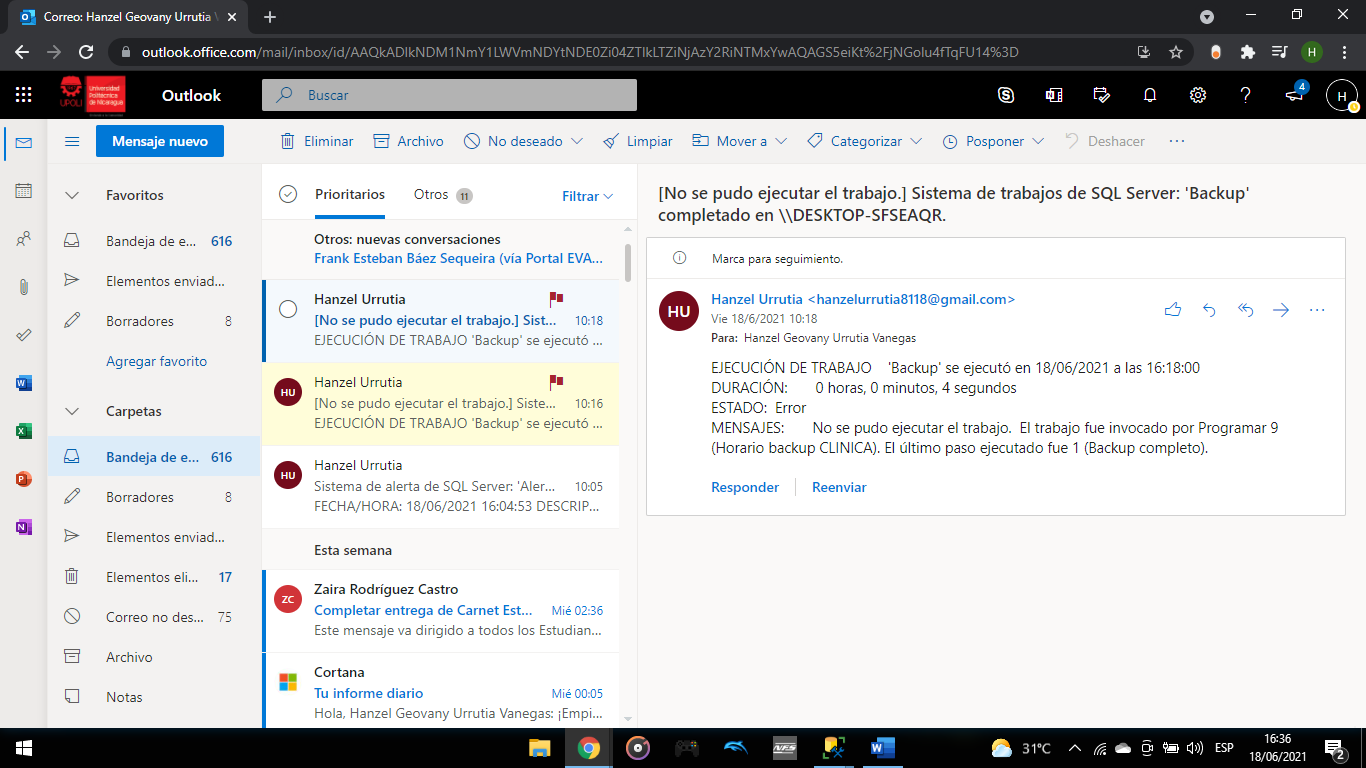 Correo: Hanzel Geovany Urrutia V
outlook.office.com/mail/inbox/id/AAQkADlkNDM1NmY1LWVmNDYtNDE0Zi04ZTlkLTZiNjAzY2RiNTMxYwAQAGS5eiKt%2FjNGolu4fTqFU14%3D
H
UPOLI
Universidad
Politécnica
de Nicaragua
Outlook
Buscar
4
H
Mensaje nuevo
Eliminar
Archivo
No deseado
Limpiar
Mover a
Categorizar
Posponer
Deshacer
Favoritos
Bandeja de e... 616
Elementos enviad...
Borradores 8
Agregar favorito
Carpetas
Bandeja de e... 616
Borradores 8
Elementos enviad...
Elementos eli... 17
Correo no des... 75
Archivo
Notas
Prioritarios
Otros 11
Filtrar
Otros: nuevas conversaciones
Frank Esteban Báez Sequeira (vía Portal EVA...
Hanzel Urrutia
[No se pudo ejecutar el trabajo.] Sist... 10:18
EJECUCIÓN DE TRABAJO 'Backup' se ejecutó ...
HU
Hanzel Urrutia
[No se pudo ejecutar el trabajo.] Siste... 10:16
EJECUCIÓN DE TRABAJO 'Backup' se ejecutó ...
HU
Hanzel Urrutia
Sistema de alerta de SQL Server: 'Aler... 10:05
FECHA/HORA: 18/06/2021 16:04:53 DESCRIP...
Esta semana
ZC
Zaira Rodríguez Castro
Completar entrega de Carnet Est... Mié 02:36
Este mensaje va dirigido a todos los Estudian...
Cortana
Tu informe diario Mié 00:05
Hola, Hanzel Geovany Urrutia Vanegas: ¡Empi...
[No se pudo ejecutar el trabajo.] Sistema de trabajos de SQL Server: 'Backup'
completado en \\DESKTOP-SFSEAQR.
Marca para seguimiento.
HU
Hanzel Urrutia <hanzelurrutia8118@gmail.com>
Vie 18/6/2021 10:18
Para: Hanzel Geovany Urrutia Vanegas
EJECUCIÓN DE TRABAJO 'Backup' se ejecutó en 18/06/2021 a las 16:18:00
DURACIÓN: 0 horas, 0 minutos, 4 segundos
ESTADO: Error
MENSAJES: No se pudo ejecutar el trabajo. El trabajo fue invocado por Programar 9
(Horario backup CLINICA). El último paso ejecutado fue 1 (Backup completo).
Responder
Reenviar
NFS
31°C
ESP
16:36
18/06/2021
2